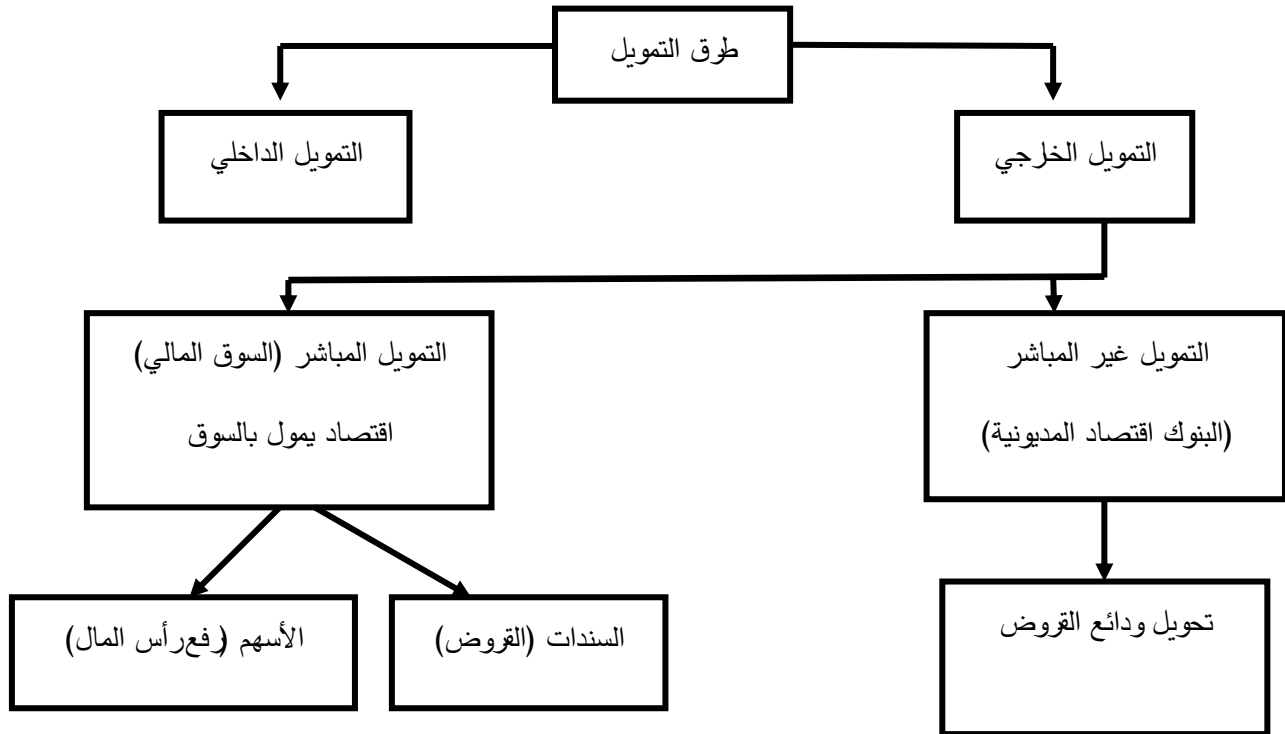 طرق التمويل
التمويل الخارجي
التمويل الداخلي
التمويل غير المباشر
(البنوك اقتصاد المديونية)
التمويل المباشر (السوق المالي)
اقتصاد يمول بالسوق
تحويل ودائع القروض
السندات (القروض)
الأسهم (رفع رأس المال)